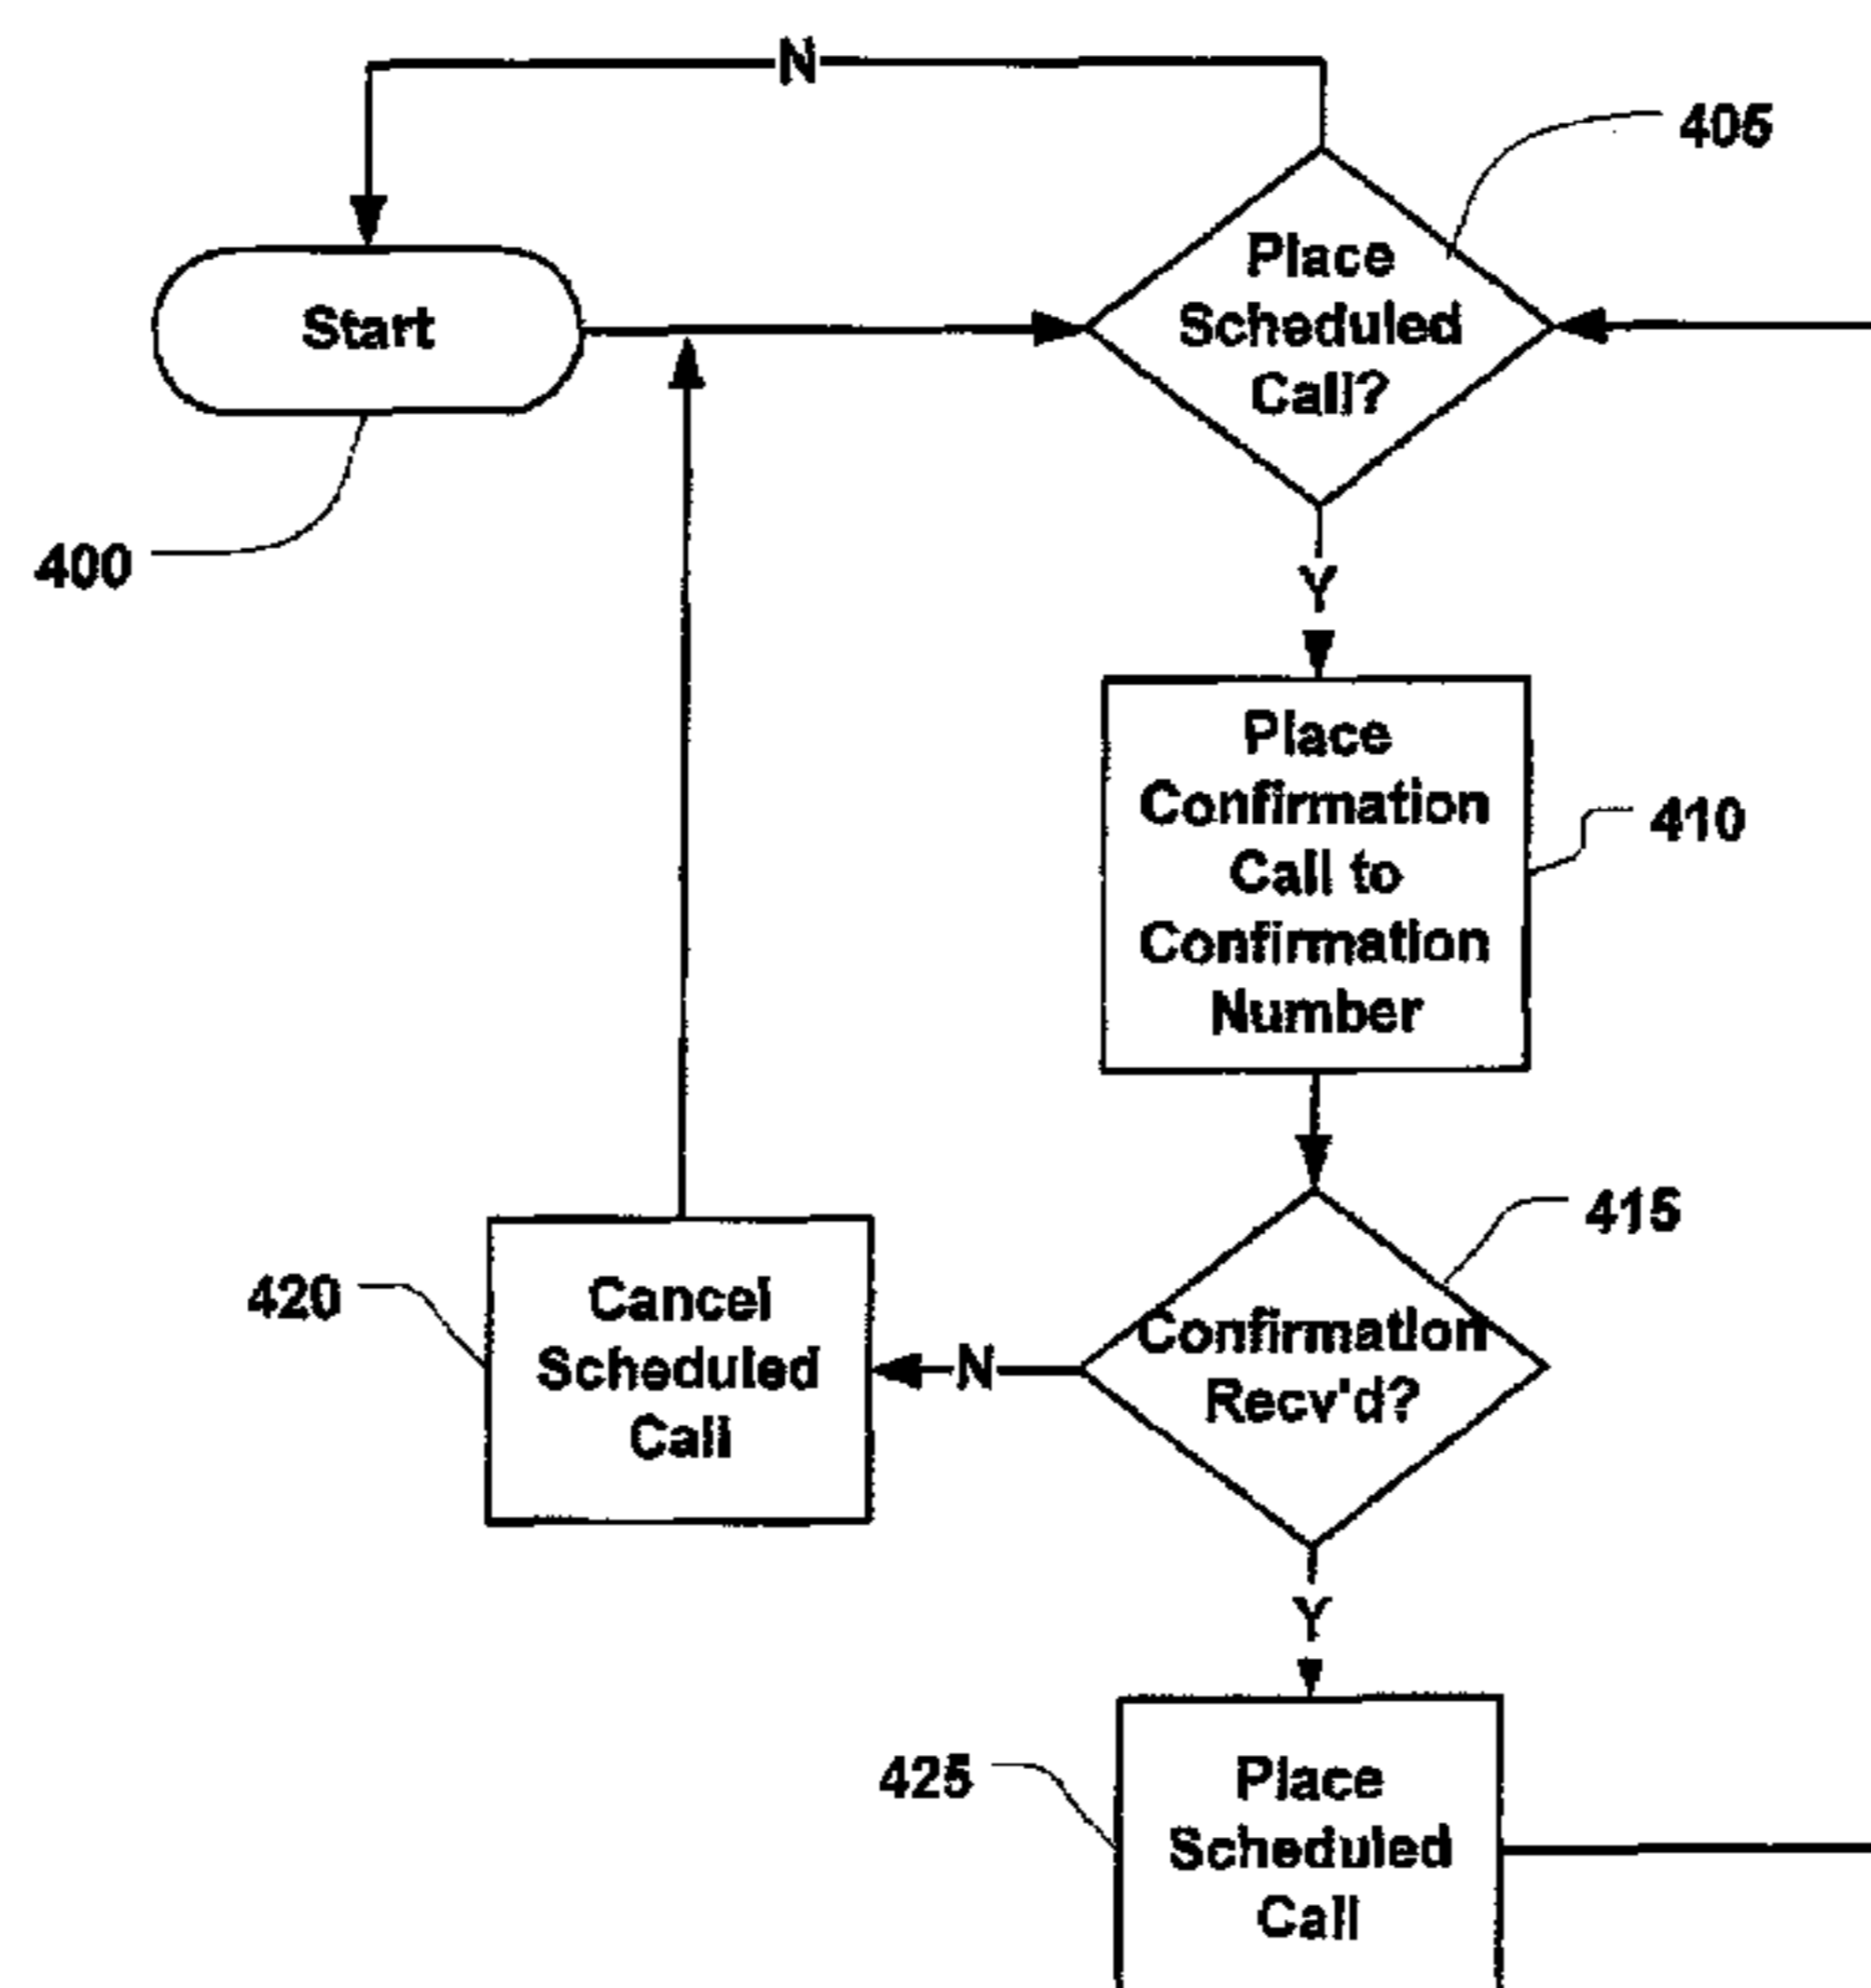 N
405
Place
Scheduled
Call?
Start
400
Y
Place
Confirmation
Call to
Confirmation
Number
410
415
Confirmation
Recv'd?
N
420
Cancel
Scheduled
Call
Y
425
Place
Scheduled
Call